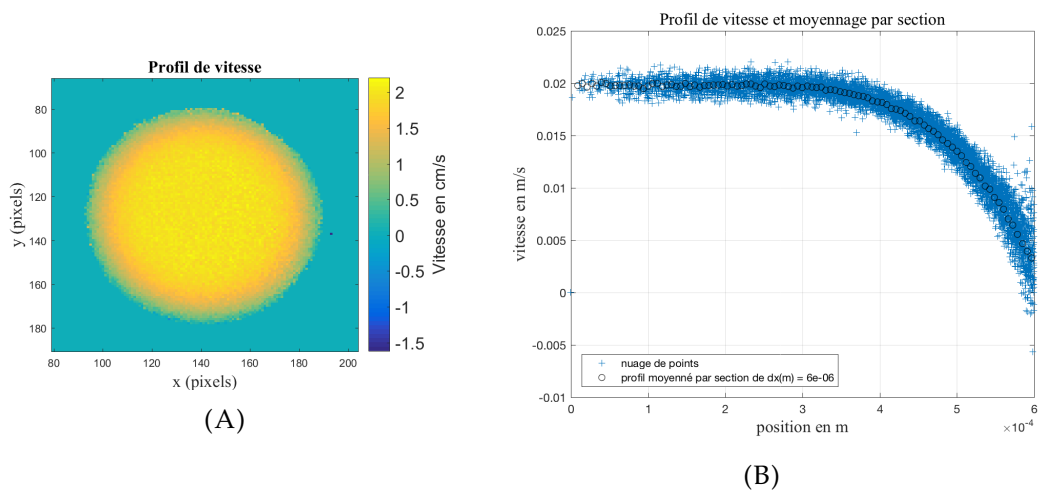 Profil de vitesse
y (pixels)
80
100
120
140
160
180
80 100 120 140 160 180 200
x (pixels)
2
1.5
1
0.5
0
-0.5
-1
-1.5
Vitesse en cm/s
(A)
Profil de vitesse et moyennage par section
vitesse en m/s
0.025
0.02
0.015
0.01
0.005
0
-0.005
-0.01
nuage de points
profil moyenné par section de dx(m) = 6e-06
0 1 2 3 4 5 6
×10⁻⁴
position en m
(B)